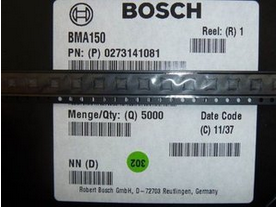 BOSCH
BMA150
Reel: (R) 1
PN: (P) 0273141081
Menge/Qty: (Q) 5000
Date Code
(C) 11/37
NN (D)
302
Robert Bosch GmbH, D - 72703 Reutlingen, Germany